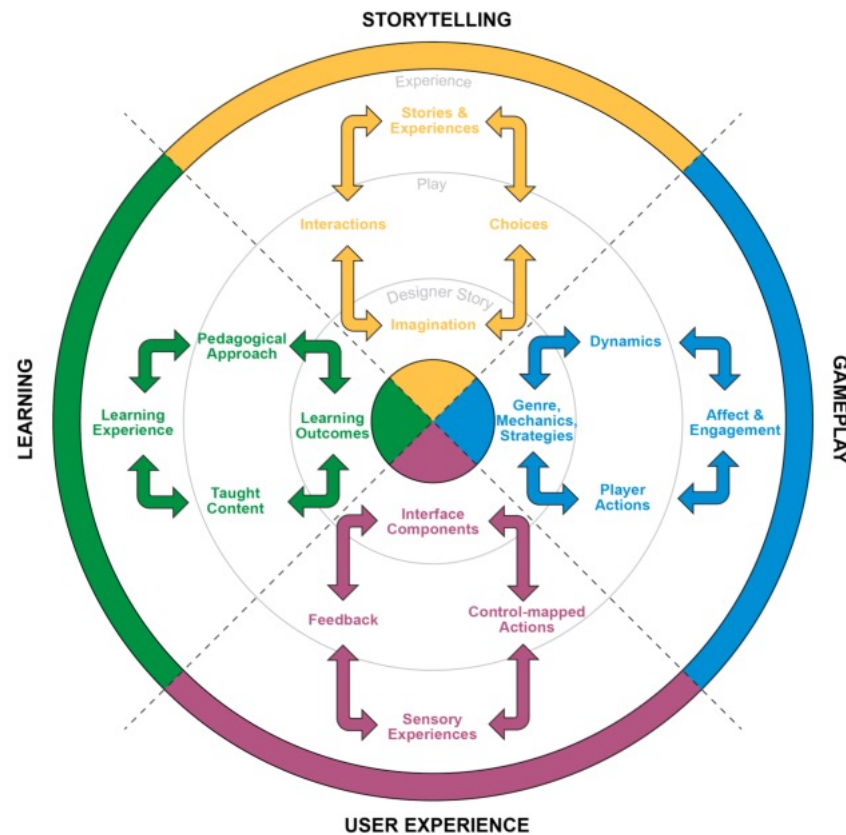 STORYTELLING
Experience
Stories &
Experiences
Play
Interactions
Choices
Designer Story
Imagination
LEARNING
Pedagogical
Approach
Learning
Experience
Learning
Outcomes
Taught
Content
Dynamics
Genre,
Mechanics,
Strategies
Affect &
Engagement
Player
Actions
GAMEPLAY
Interface
Components
Feedback
Control-mapped
Actions
Sensory
Experiences
USER EXPERIENCE